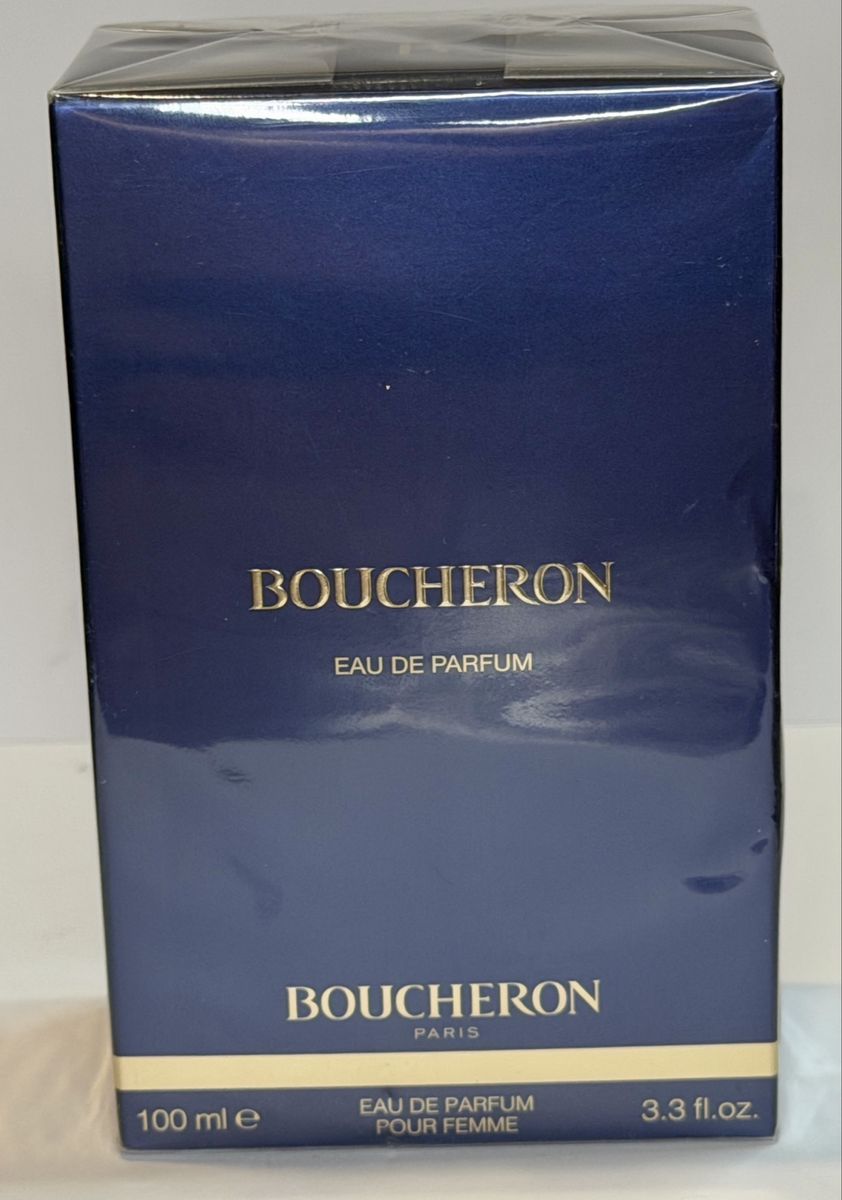 BOUCHERON
EAU DE PARFUM
BOUCHERON
PARIS
100 ml e
EAU DE PARFUM
POUR FEMME
3.3 fl.oz.